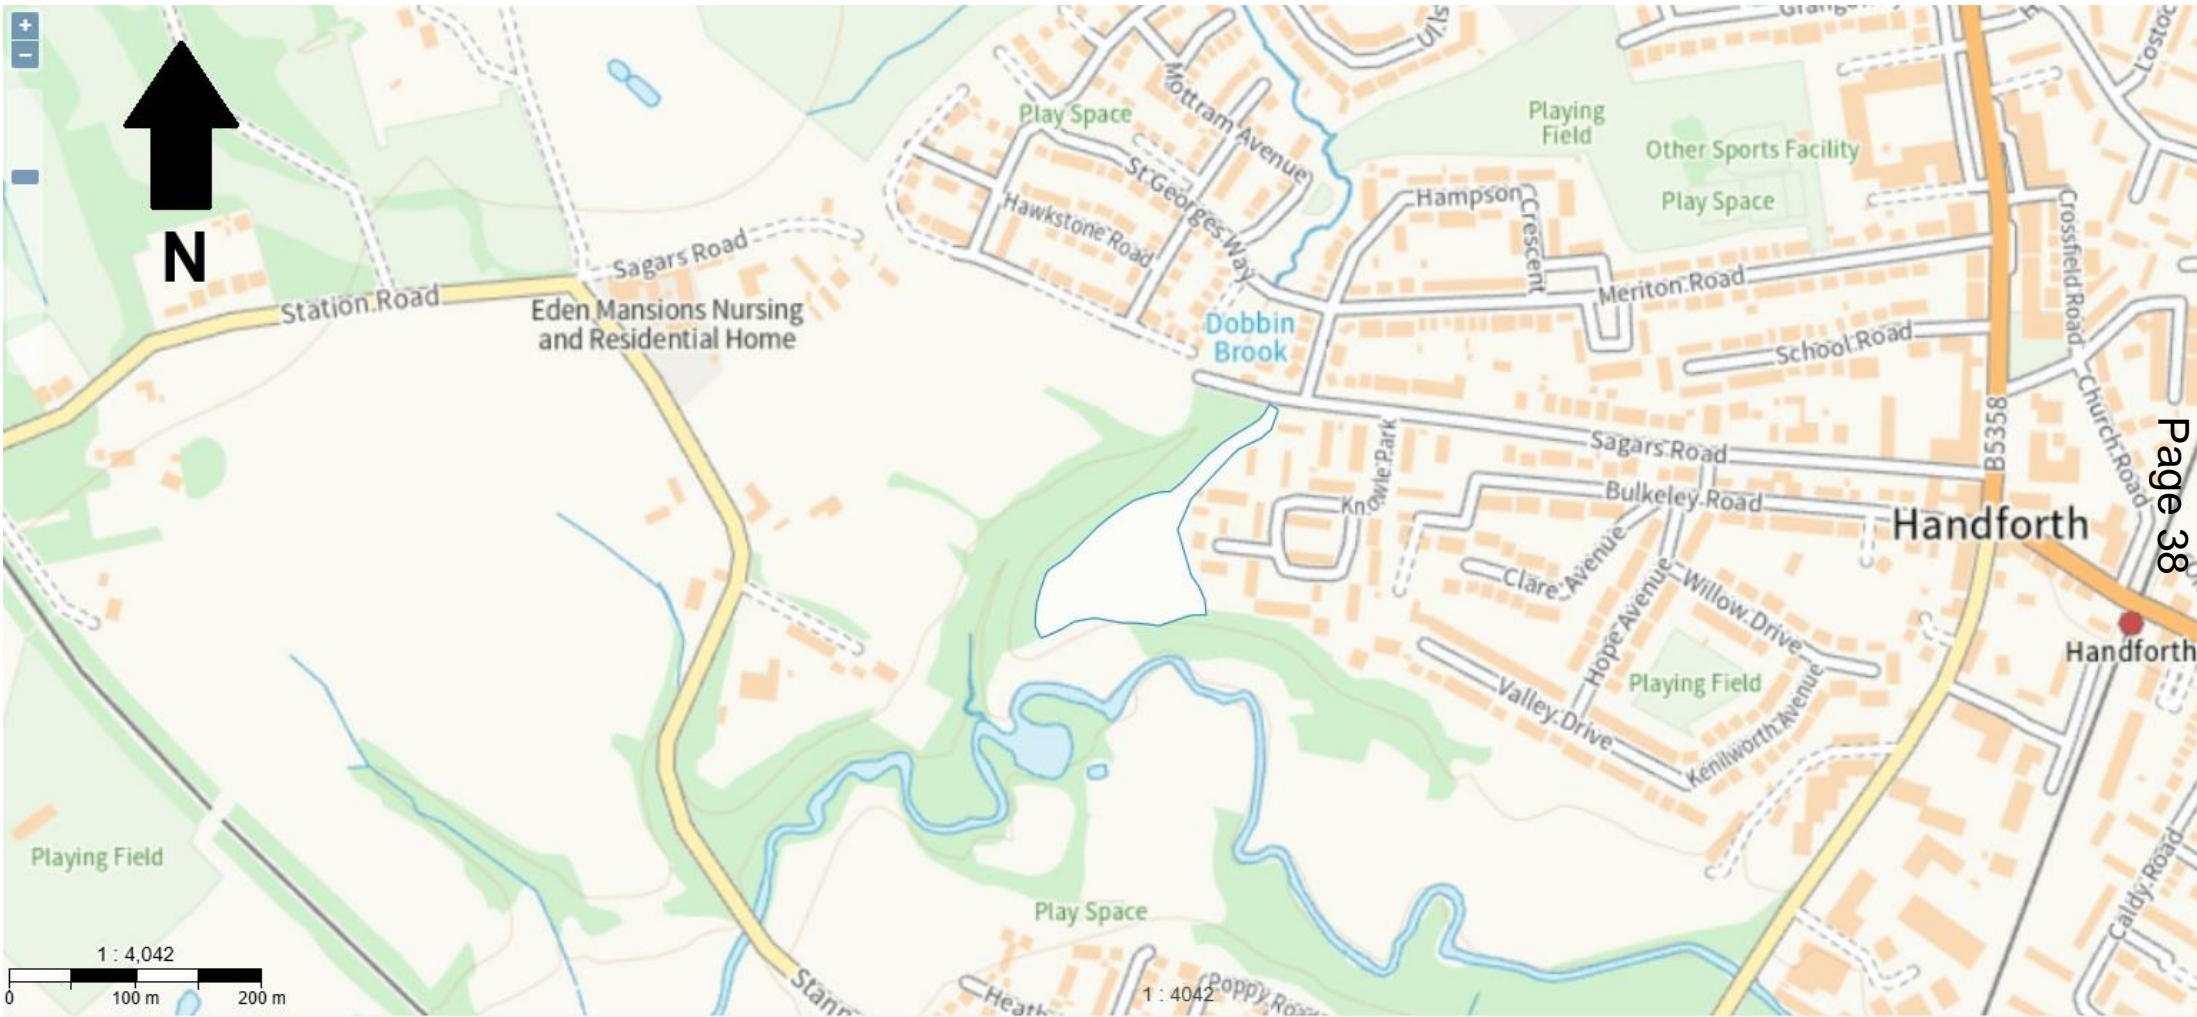 +
−
N
Mottram Avenue
Play Space
St Georges Way
Hawkstone Road
Playing
Field
Other Sports Facility
Play Space
Hampson Crescent
Crossfield Road
Sagars Road
Station Road
Eden Mansions Nursing
and Residential Home
Meriton Road
Dobbin
Brook
School Road
B5358
Church Road
Page 38
Sagars Road
Knowle Park
Bulkeley Road
Handforth
Clare Avenue
Willow Drive
Hope Avenue
Handforth
Playing Field
Valley Drive
Kenilworth Avenue
Playing Field
Caldy Road
Play Space
1 : 4,042
0
100 m
200 m
Heath
1 : 4042
Poppy Road